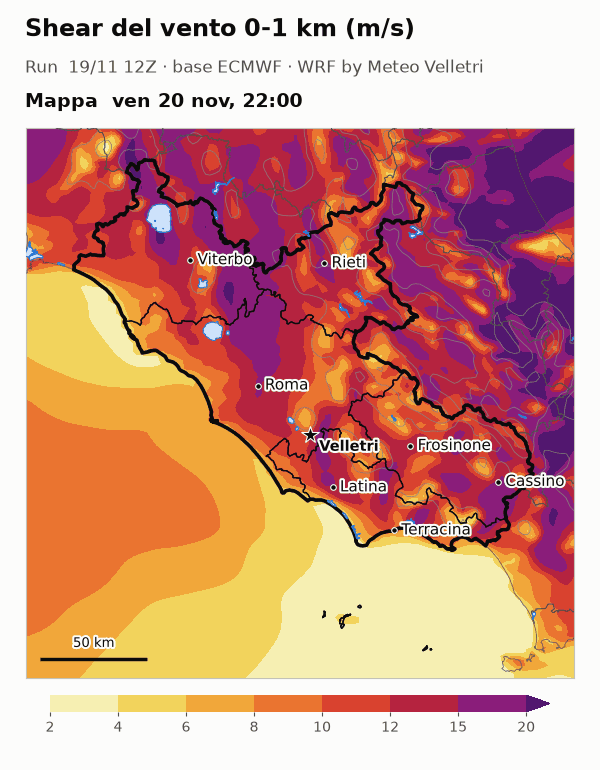 Shear del vento 0-1 km (m/s)
Run  19/11 12Z · base ECMWF · WRF by Meteo Velletri
Mappa  ven 20 nov, 22:00
Viterbo
Rieti
Roma
Velletri
Frosinone
Latina
Cassino
Terracina
50 km
2 4 6 8 10 12 15 20